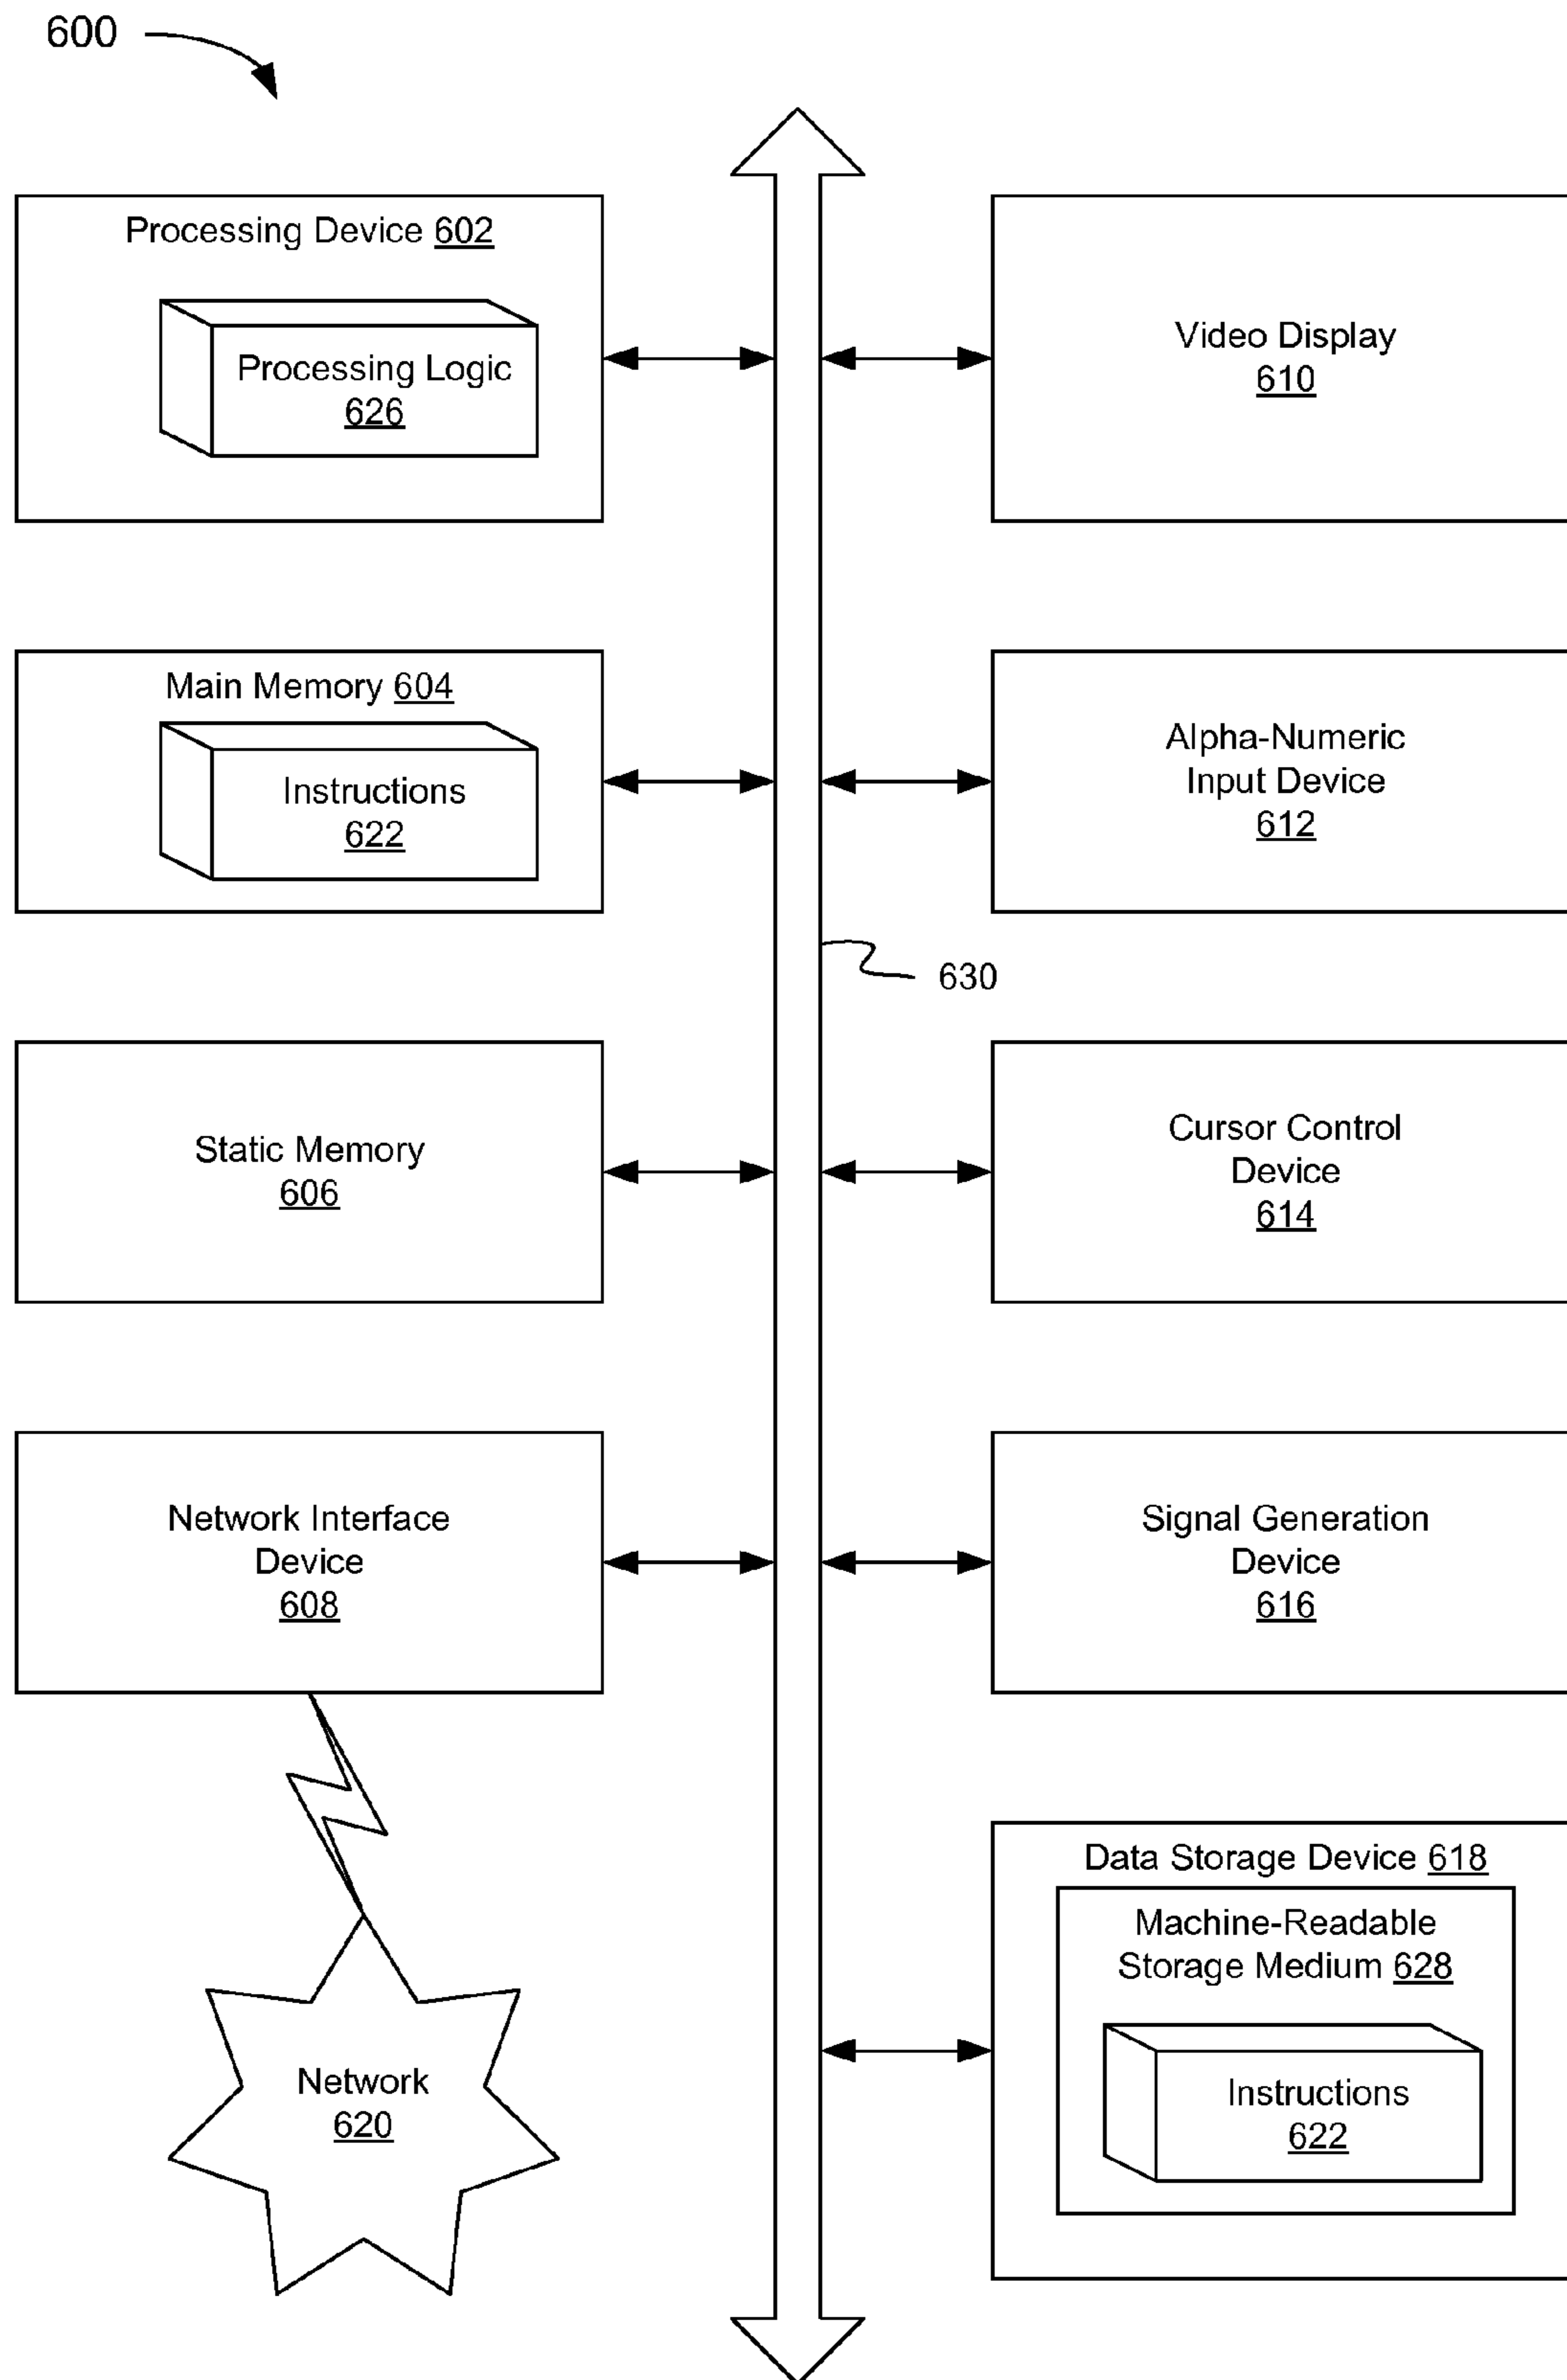 600
Processing Device 602
Processing Logic
626
Video Display
610
Main Memory 604
Instructions
622
Alpha-Numeric
Input Device
612
630
Static Memory
606
Cursor Control
Device
614
Network Interface
Device
608
Signal Generation
Device
616
Data Storage Device 618
Machine-Readable
Storage Medium 628
Instructions
622
Network
620